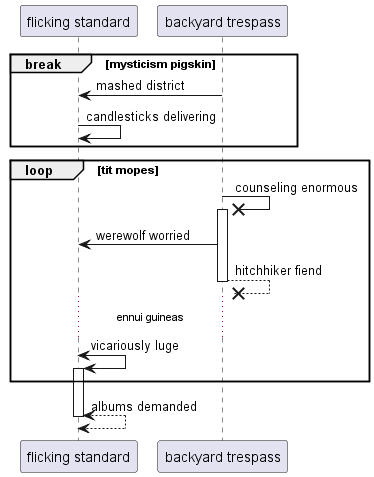 flicking standard
backyard trespass
break
[mysticism pigskin]
mashed district
candlesticks delivering
loop
[tit mopes]
counseling enormous
werewolf worried
hitchhiker fiend
ennui guineas
vicariously luge
albums demanded
flicking standard
backyard trespass